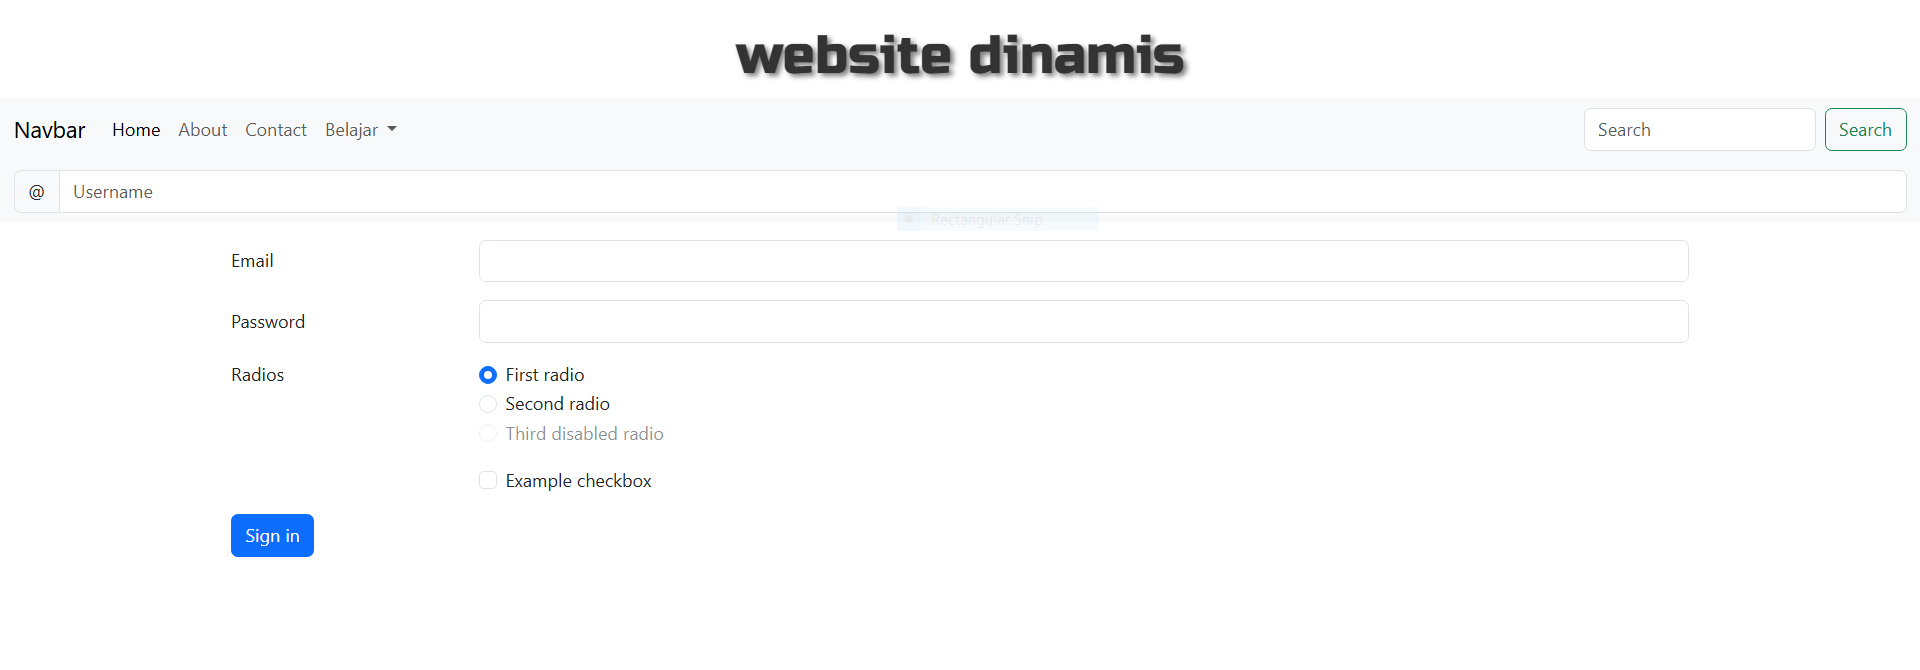 website dinamis
Navbar Home About Contact Belajar Search Search
@ Username
Rectangular Snip
Email
Password
Radios First radio
Second radio
Third disabled radio
Example checkbox
Sign in